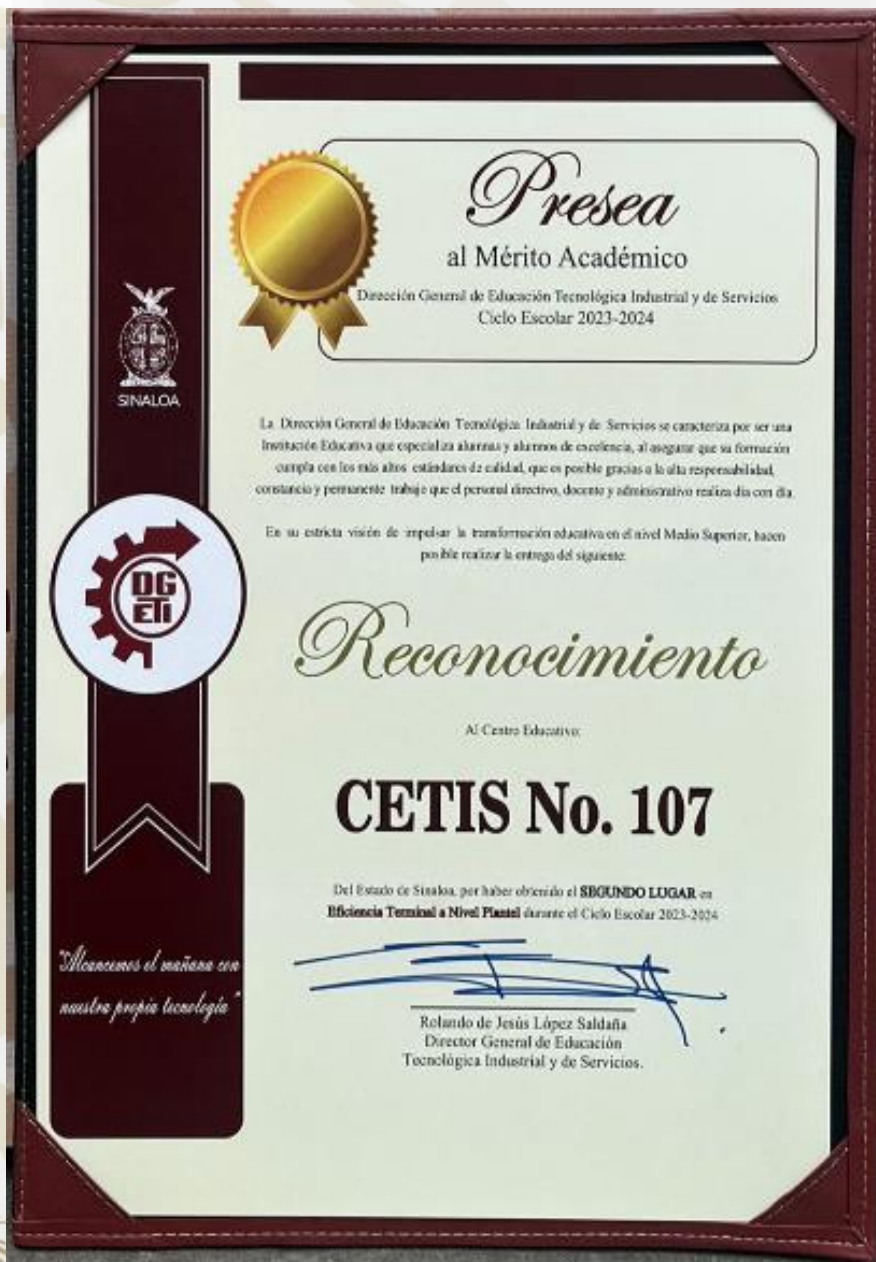 Presea
al Mérito Académico
Dirección General de Educación Tecnológica Industrial y de Servicios
Ciclo Escolar 2023-2024
SINALOA
La Dirección General de Educación Tecnológica Industrial y de Servicios se caracteriza por ser una
Institución Educativa que especializa alumnas y alumnos de excelencia, al asegurar que su formación
cumpla con los más altos estándares de calidad, que es posible gracias a la alta responsabilidad,
constancia y permanente trabajo que el personal directivo, docente y administrativo realiza día con día.
En su estricta visión de impulsar la transformación educativa en el nivel Medio Superior, hacen
posible realizar la entrega del siguiente:
DG
ETI
Reconocimiento
Al Centro Educativo:
CETIS No. 107
Del Estado de Sinaloa, por haber obtenido el SEGUNDO LUGAR en
Eficiencia Terminal a Nivel Plantel durante el Ciclo Escolar 2023-2024
"Alcancemos el mañana con
nuestra propia tecnología"
Rolando de Jesús López Saldaña
Director General de Educación
Tecnológica Industrial y de Servicios.